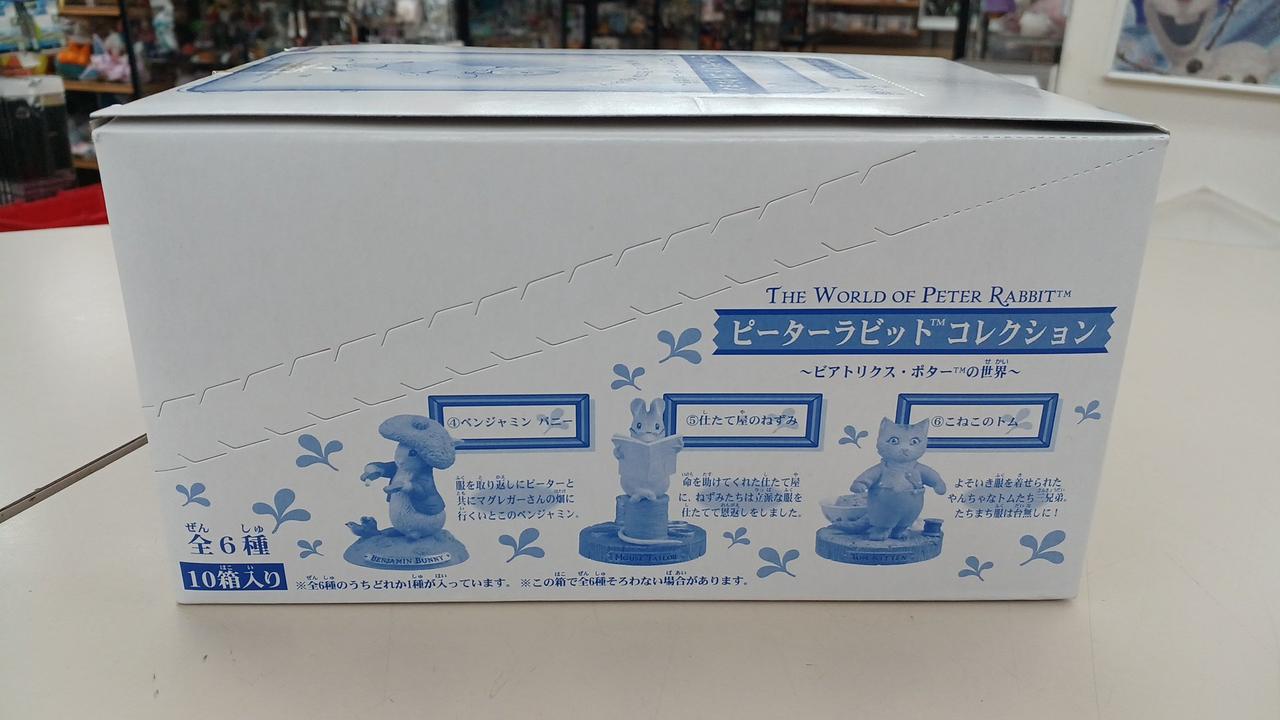 THE WORLD OF PETER RABBIT™
ピーターラビット™コレクション
～ビアトリクス・ポター™の世界～
せかい
④ベンジャミン バニー
服を取り返しにピーターと
共にマグレガーさんの畑に
行くいとこのベンジャミン。
BENJAMIN BUNNY
⑤仕たて屋のねずみ
命を助けてくれた仕たて屋
に、ねずみたちは立派な服を
仕たてて恩返しをしました。
MOUSE TAILOR
⑥こねこのトム
よそいき服を着せられた
やんちゃなトムたち三兄弟。
たちまち服は台無しに！
TOM KITTEN
ぜん しゅ
全6種
はこ い
10箱入り
※全6種のうちどれか1種が入っています。 ※この箱で全6種そろわない場合があります。